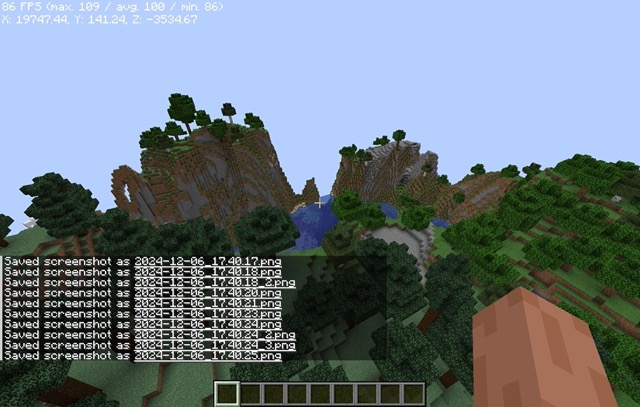 86 FPS (max. 109 / avg. 100 / min. 86)
X: 19747.44, Y: 141.24, Z: -3534.67
Saved screenshot as 2024-12-06_17.40.17.png
Saved screenshot as 2024-12-06_17.40.18.png
Saved screenshot as 2024-12-06_17.40.18_2.png
Saved screenshot as 2024-12-06_17.40.20.png
Saved screenshot as 2024-12-06_17.40.21.png
Saved screenshot as 2024-12-06_17.40.23.png
Saved screenshot as 2024-12-06_17.40.24.png
Saved screenshot as 2024-12-06_17.40.24_2.png
Saved screenshot as 2024-12-06_17.40.24_3.png
Saved screenshot as 2024-12-06_17.40.25.png